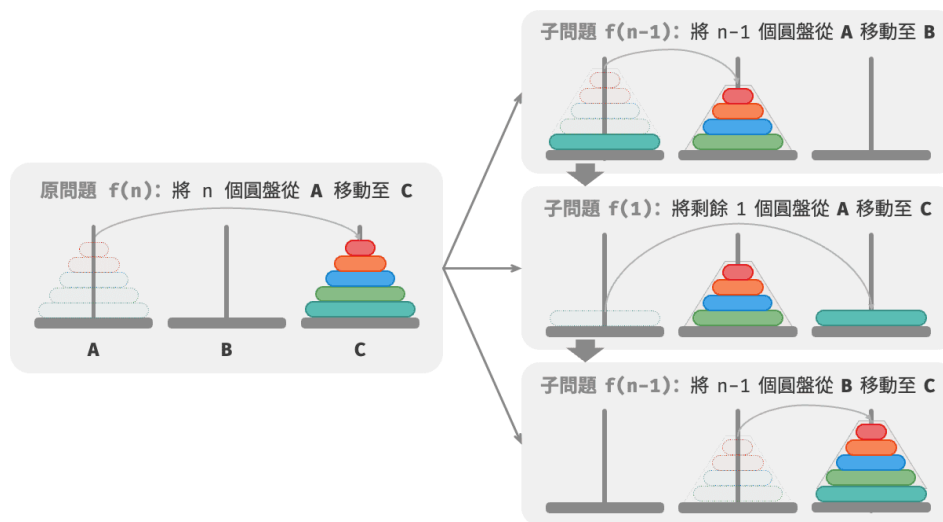 原問題 f(n)：將 n 個圓盤從 A 移動至 C
A
B
C
子問題 f(n-1)：將 n-1 個圓盤從 A 移動至 B
子問題 f(1)：將剩餘 1 個圓盤從 A 移動至 C
子問題 f(n-1)：將 n-1 個圓盤從 B 移動至 C